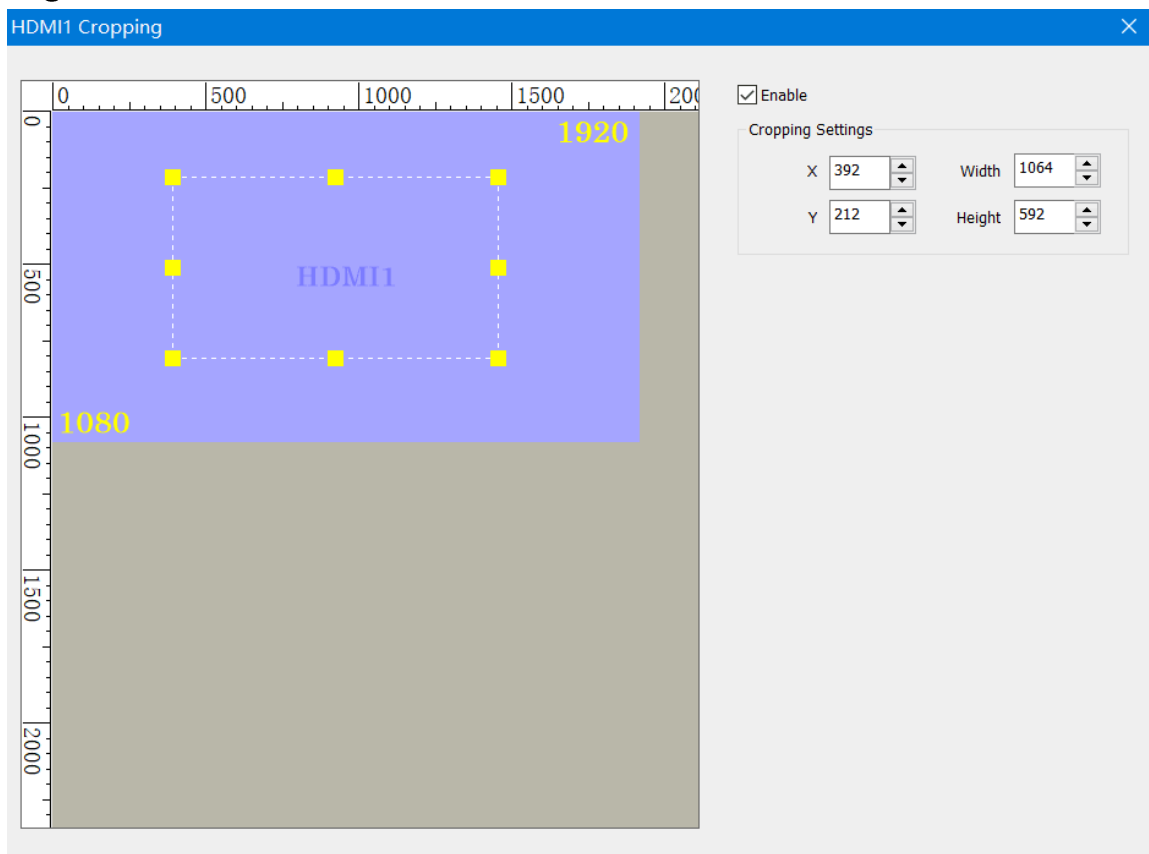 HDMI1 Cropping
0 500 1000 1500 200
Enable
Cropping Settings
X 392 Width 1064
Y 212 Height 592
0
500
1000
1500
2000
1920
HDMI1
1080